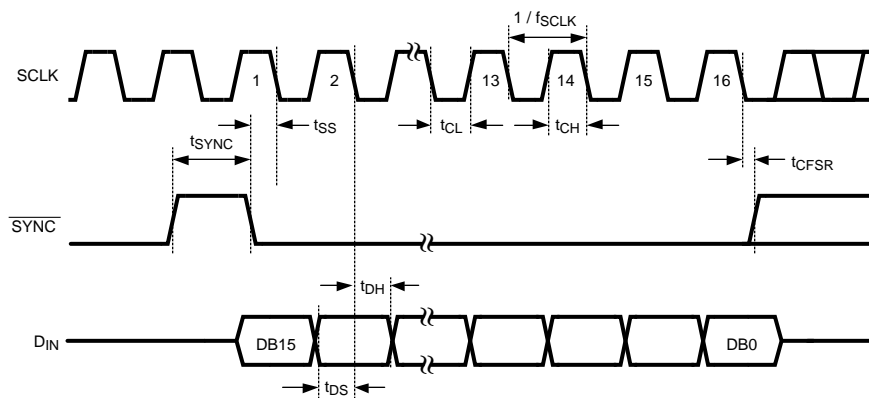 1 / fSCLK
SCLK
1 2 13 14 15 16
tSYNC
tSS
tCL
tCH
tCFSR
SYNC
tDH
DIN
DB15 DB0
tDS